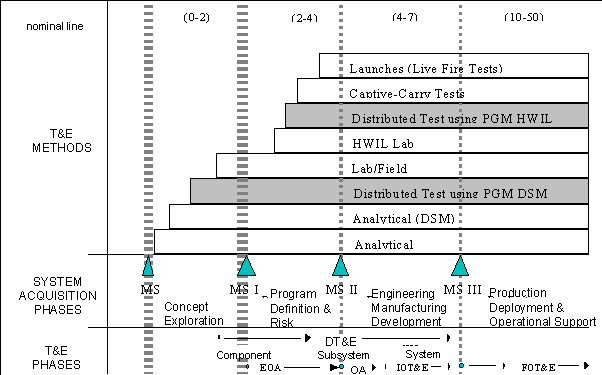 nominal line
(0-2)
(2-4)
(4-7)
(10-50)
T&E
METHODS
Launches (Live Fire Tests)
Captive-Carry Tests
Distributed Test using PGM HWIL
HWIL Lab
Lab/Field
Distributed Test using PGM DSM
Analytical (DSM)
Analytical
SYSTEM
ACQUISITION
PHASES
MS
MS I
MS II
MS III
Concept
Exploration
Program
Definition &
Risk
Engineering
Manufacturing
Development
Production
Deployment &
Operational Support
T&E
PHASES
DT&E
Component
Subsystem
System
EOA
OA
IOT&E
FOT&E